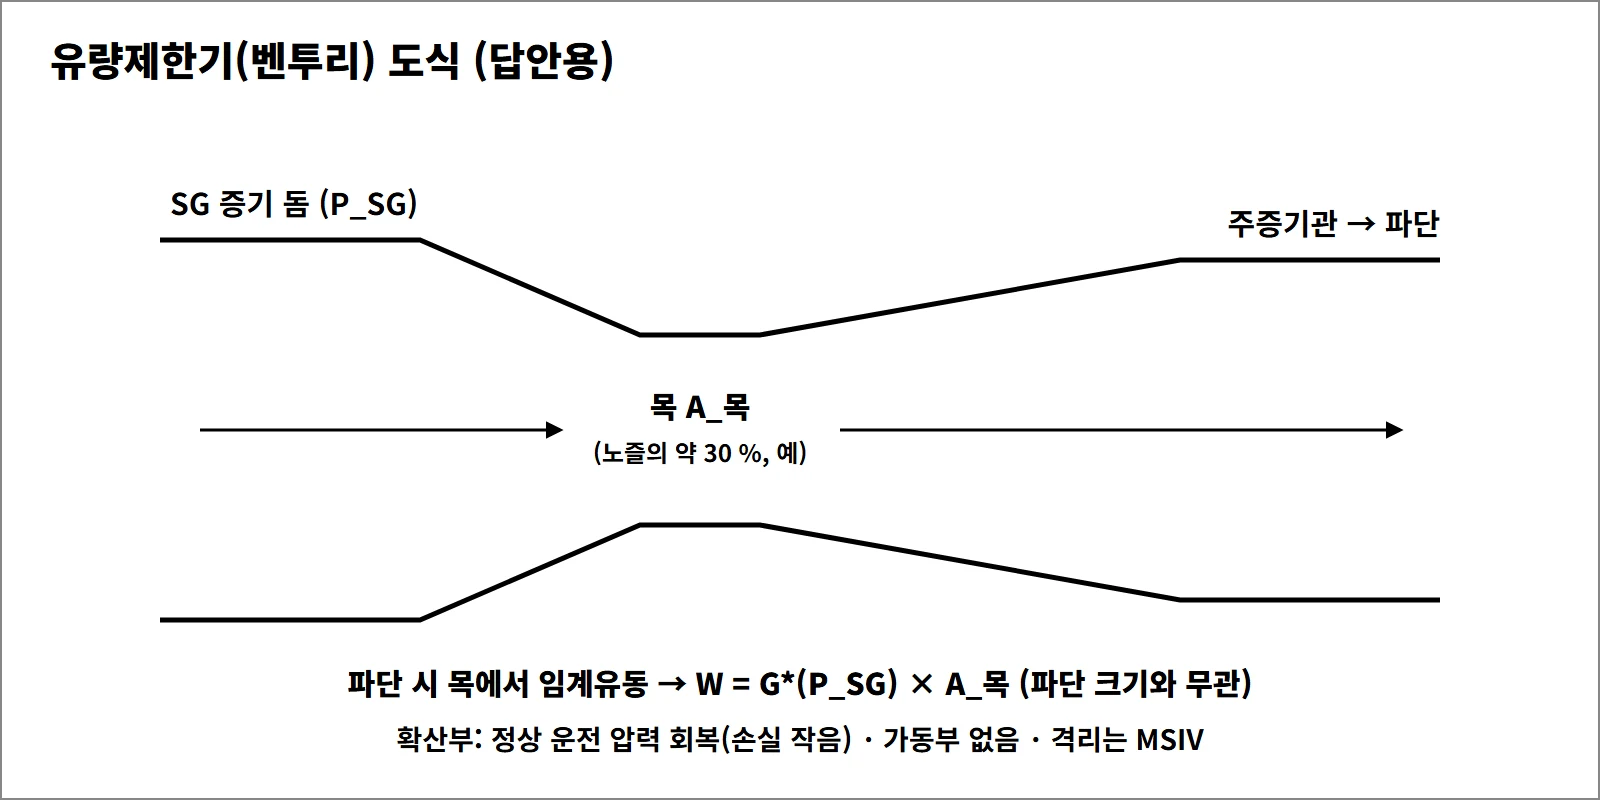 유량제한기(벤투리) 도식 (답안용)
SG 증기 돔 (P_SG)
주증기관 → 파단
목 A_목
(노즐의 약 30 %, 예)
파단 시 목에서 임계유동 → W = G*(P_SG) × A_목 (파단 크기와 무관)
확산부: 정상 운전 압력 회복(손실 작음) · 가동부 없음 · 격리는 MSIV